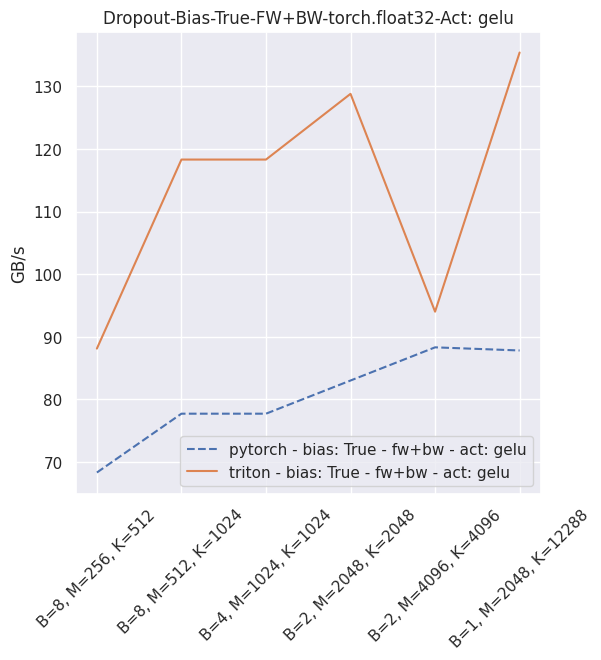 Dropout-Bias-True-FW+BW-torch.float32-Act: gelu
GB/s
130
120
110
100
90
80
70
pytorch - bias: True - fw+bw - act: gelu
triton - bias: True - fw+bw - act: gelu
B=8, M=256, K=512
B=8, M=512, K=1024
B=4, M=1024, K=1024
B=2, M=2048, K=2048
B=2, M=4096, K=4096
B=1, M=2048, K=12288